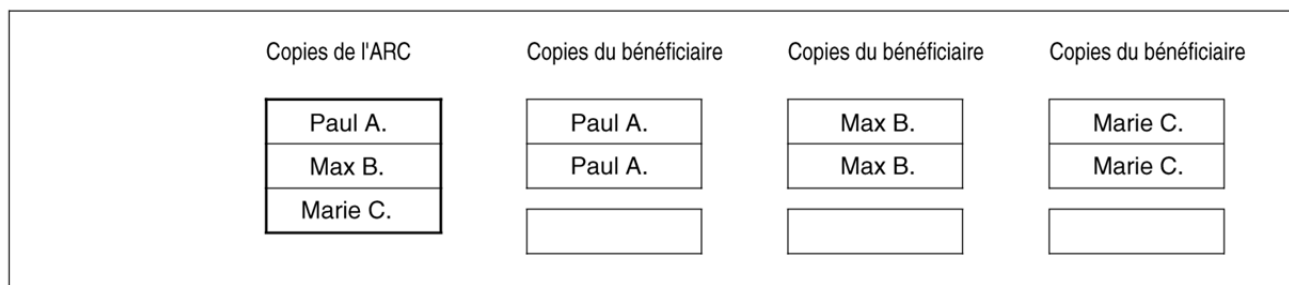 Copies de l'ARC
Paul A.
Max B.
Marie C.
Copies du bénéficiaire
Paul A.
Paul A.
Copies du bénéficiaire
Max B.
Max B.
Copies du bénéficiaire
Marie C.
Marie C.